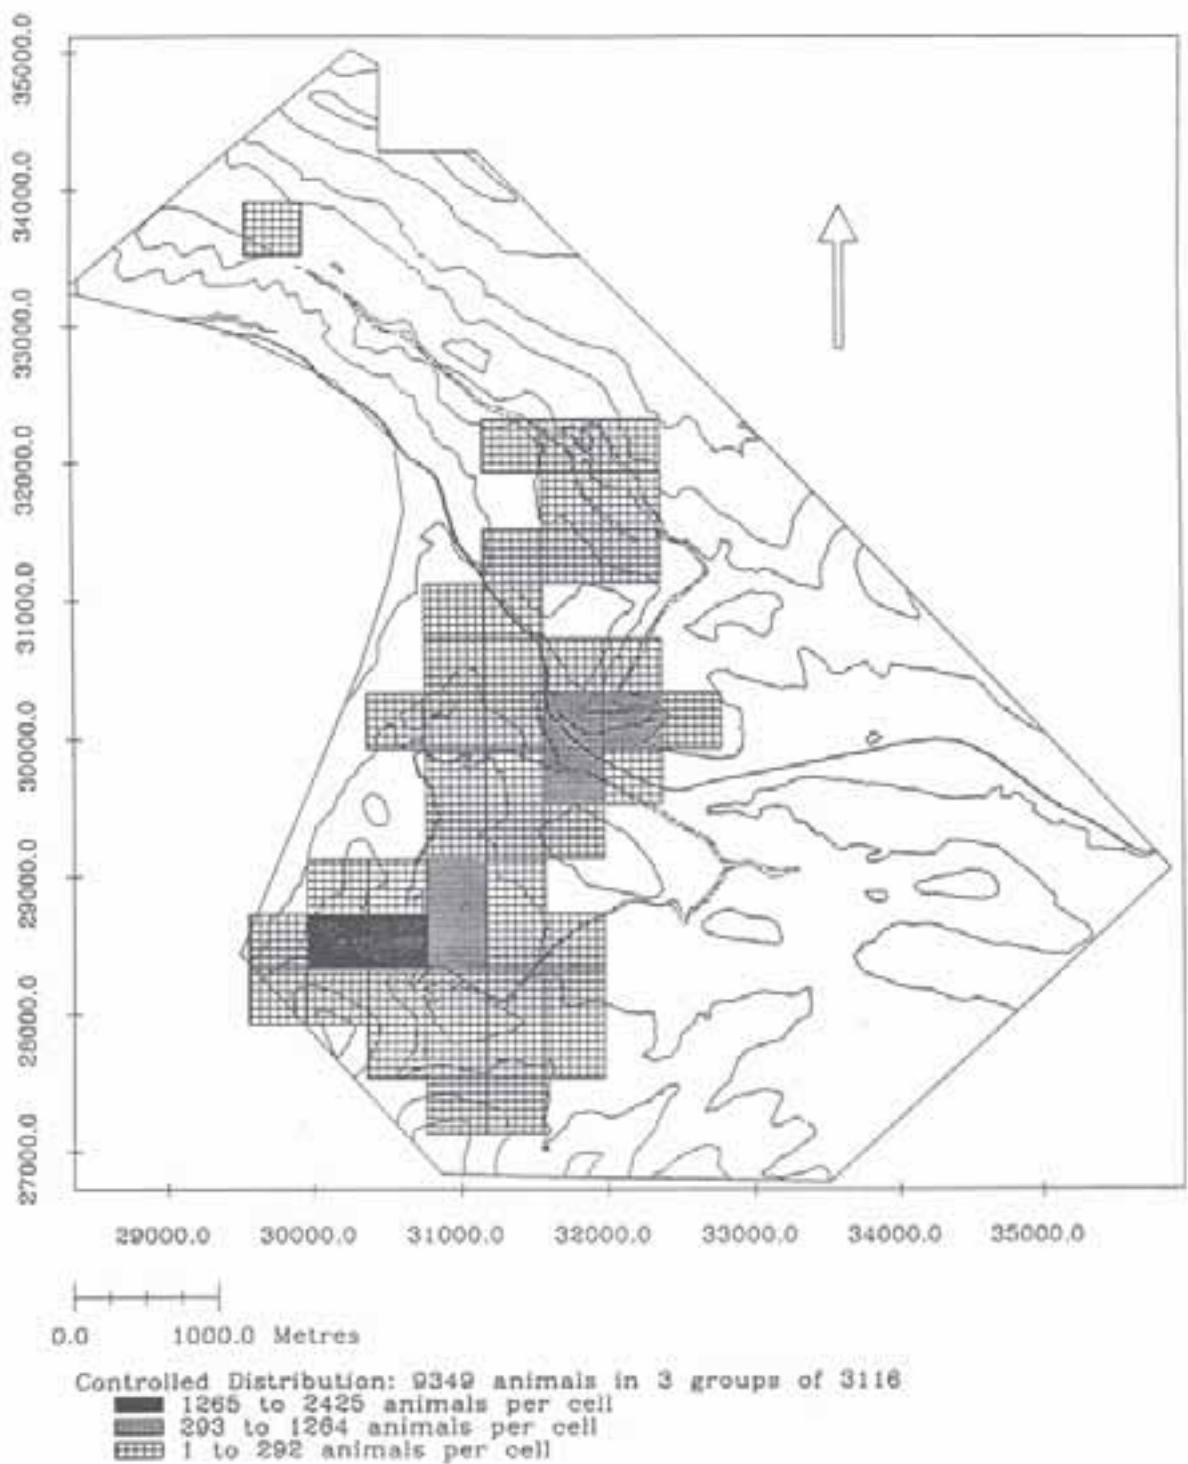 35000.0
34000.0
33000.0
32000.0
31000.0
30000.0
29000.0
28000.0
27000.0
29000.0 30000.0 31000.0 32000.0 33000.0 34000.0 35000.0
0.0 1000.0 Metres
Controlled Distribution: 9349 animals in 3 groups of 3116
1265 to 2425 animals per cell
293 to 1264 animals per cell
1 to 292 animals per cell